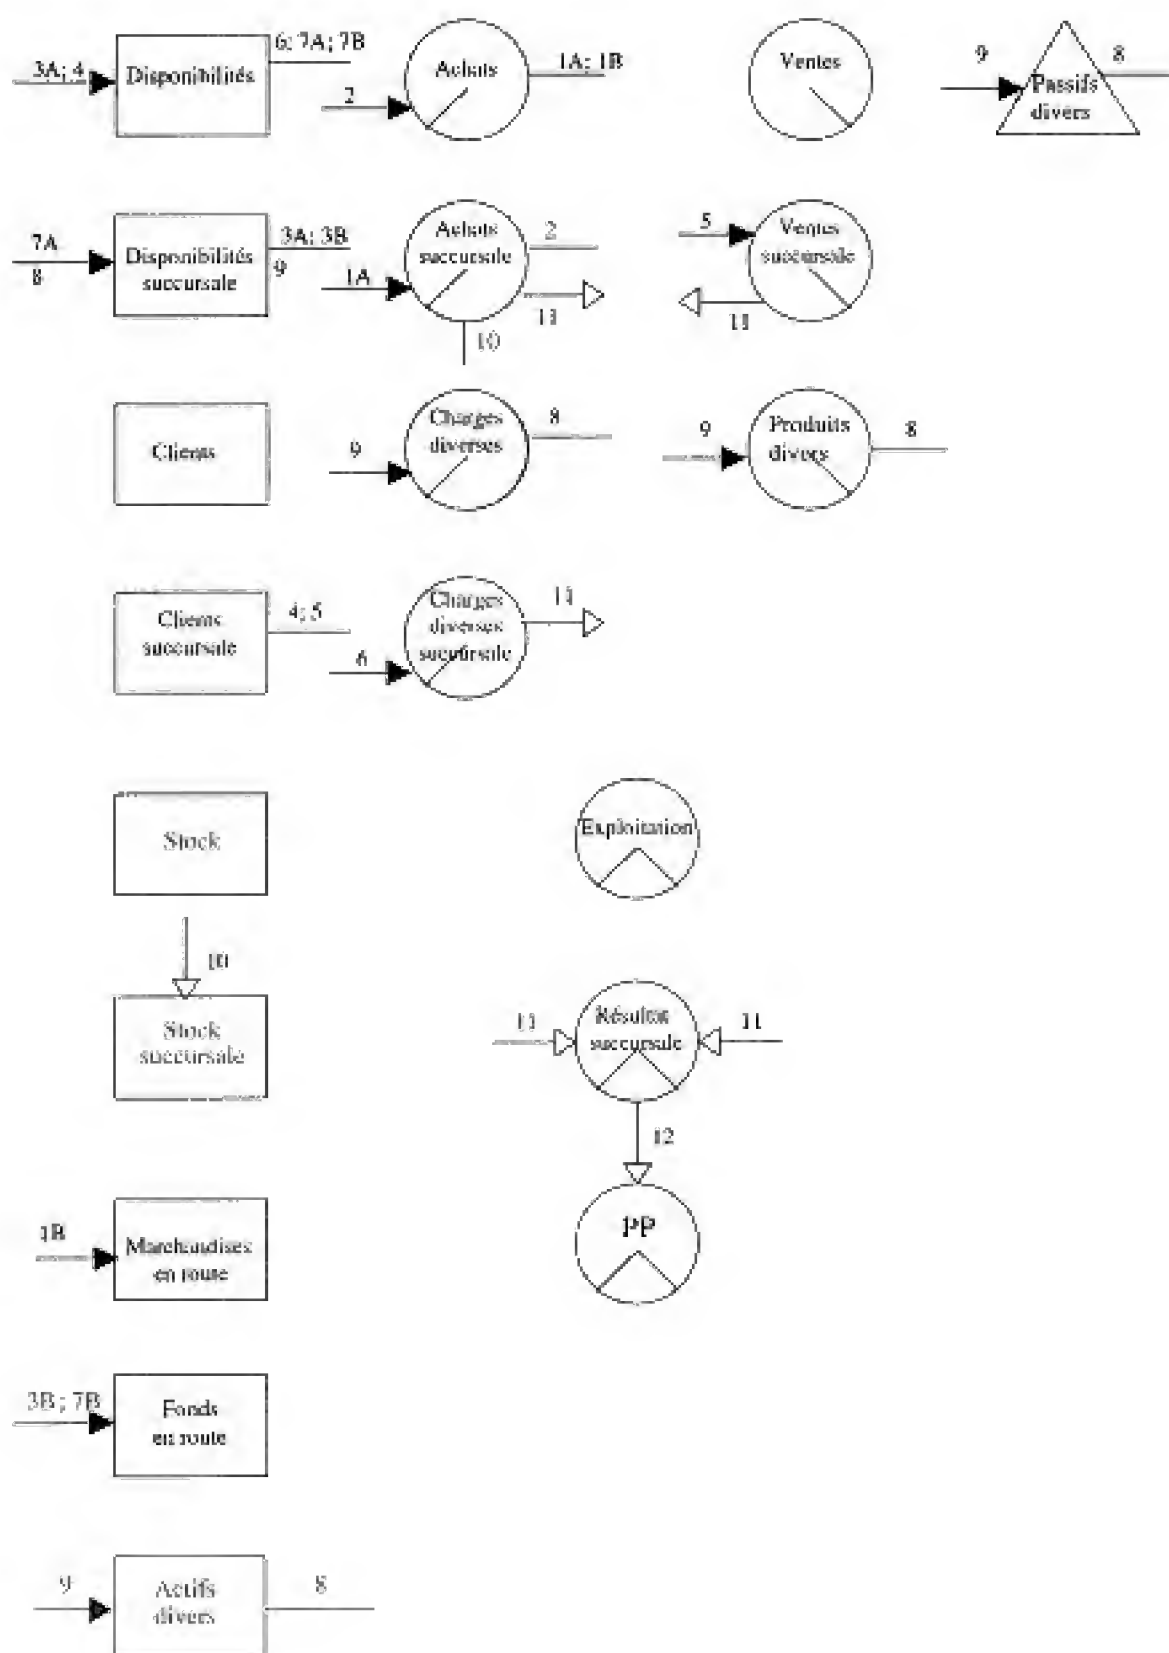 3A; 4
Disponibilités
6; 7A; 7B
2
Achats
1A; 1B
Ventes
9
Passifs
divers
8
7A
8
Disponibilités
succursale
3A; 3B
9
1A
Achats
succursale
2
11
10
5
Ventes
succursale
11
Clients
9
Charges
diverses
8
9
Produits
divers
8
Clients
succursale
4; 5
6
Charges
diverses
succursale
11
Stock
Exploitation
10
Stock
succursale
11
Résultat
succursale
11
12
1B
Marchandises
en route
PP
3B; 7B
Fonds
en route
9
Actifs
divers
8